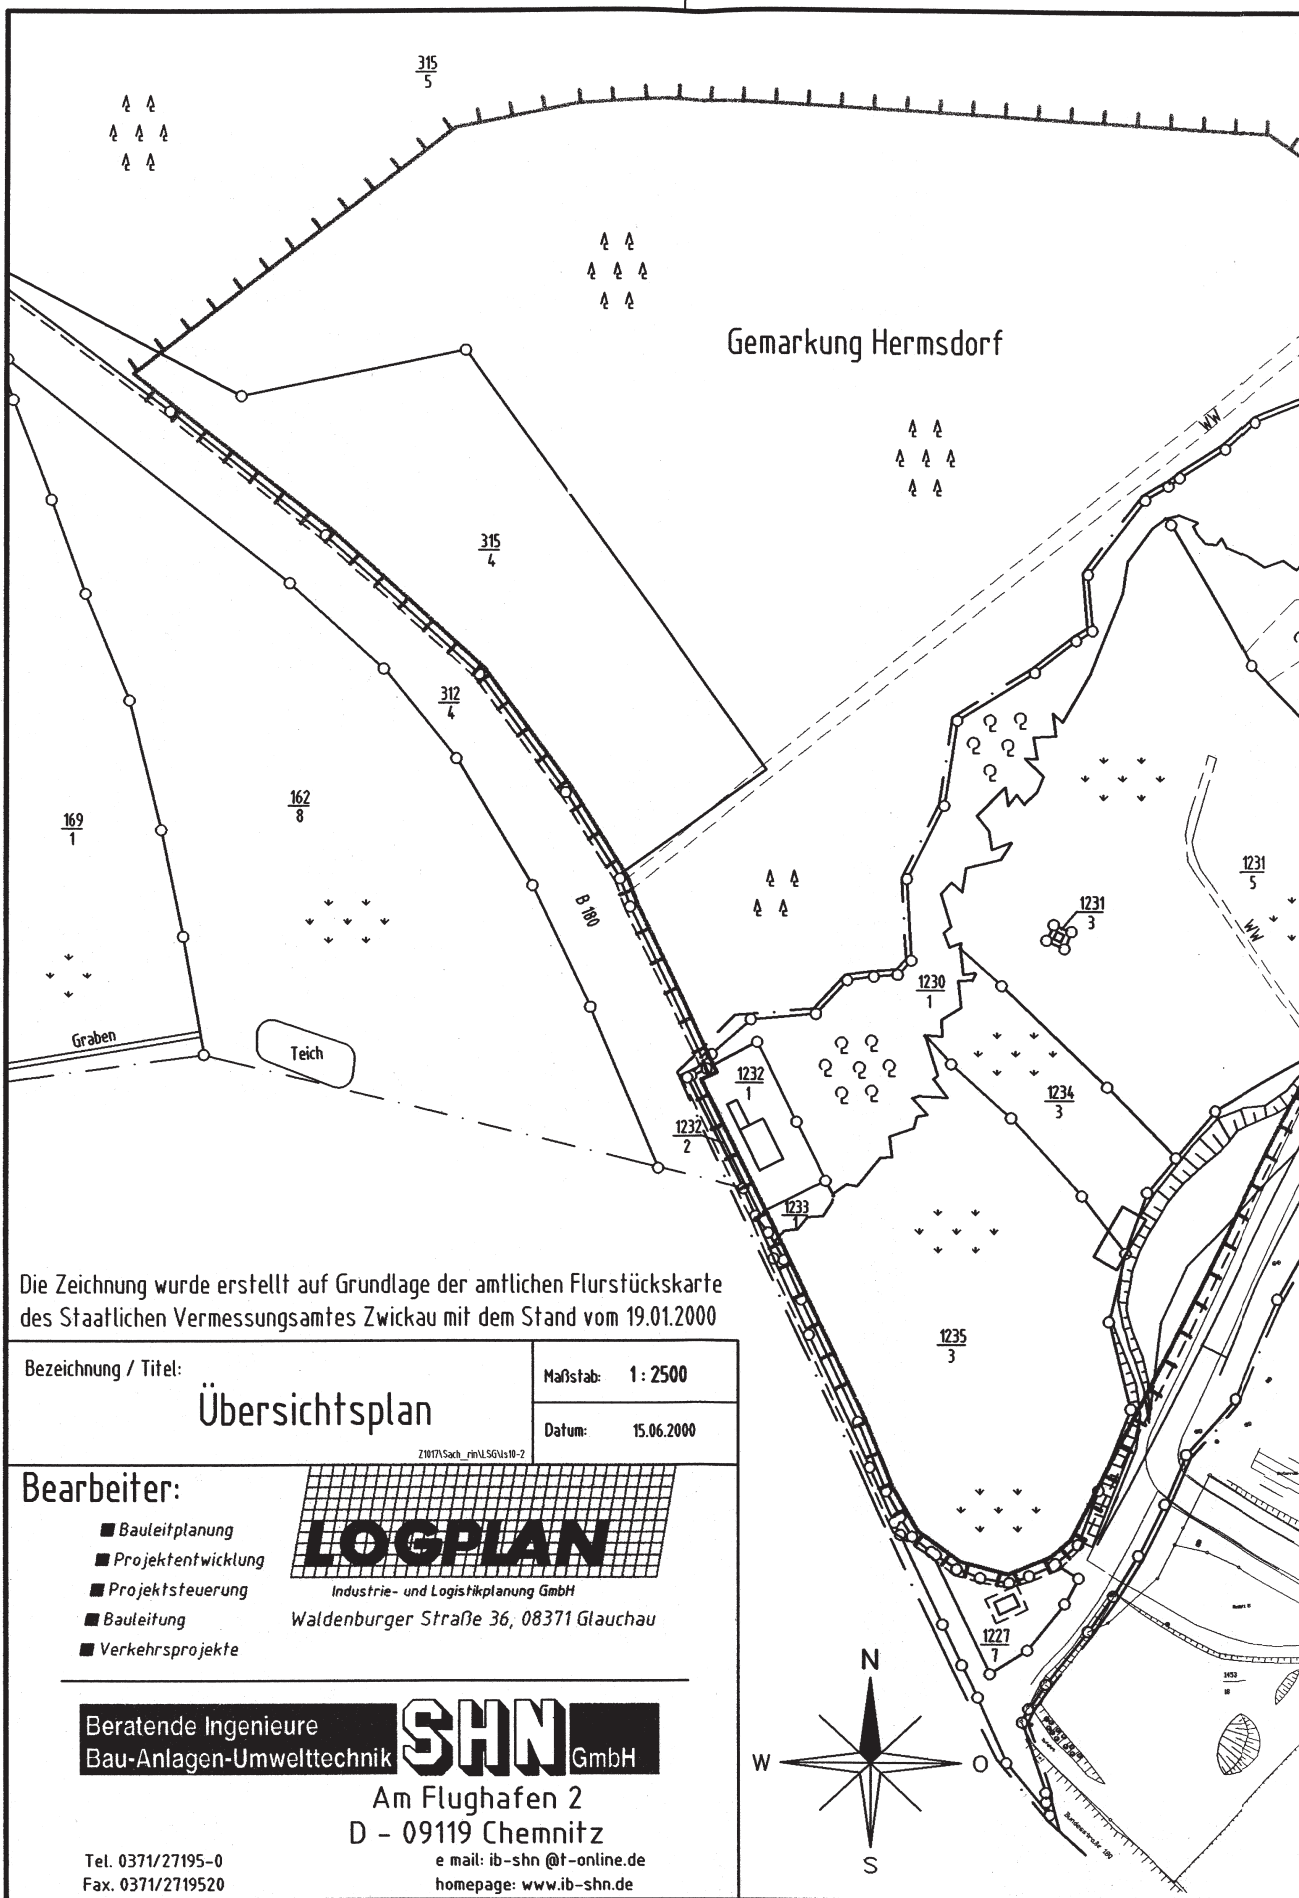 315
5
Gemarkung Hermsdorf
WW
315
4
312
4
162
8
169
1
B 180
1231
5
1231
3
WW
1230
1
Graben
Teich
1232
1
1234
3
1232
2
1233
1
1235
3
Die Zeichnung wurde erstellt auf Grundlage der amtlichen Flurstückskarte
des Staatlichen Vermessungsamtes Zwickau mit dem Stand vom 19.01.2000
Bezeichnung / Titel:
Übersichtsplan
Maßstab: 1 : 2500
Datum: 15.06.2000
Bearbeiter:
Bauleitplanung
Projektentwicklung
Projektsteuerung
Bauleitung
Verkehrsprojekte
LOGPLAN
Industrie- und Logistikplanung GmbH
Waldenburger Straße 36, 08371 Glauchau
1227
7
1453
Beratende Ingenieure
Bau-Anlagen-Umwelttechnik
SHN
GmbH
Am Flughafen 2
D - 09119 Chemnitz
Tel. 0371/27195-0
Fax. 0371/2719520
e mail: ib-shn @t-online.de
homepage: www.ib-shn.de
N
W
O
S
Bundesstraße 180